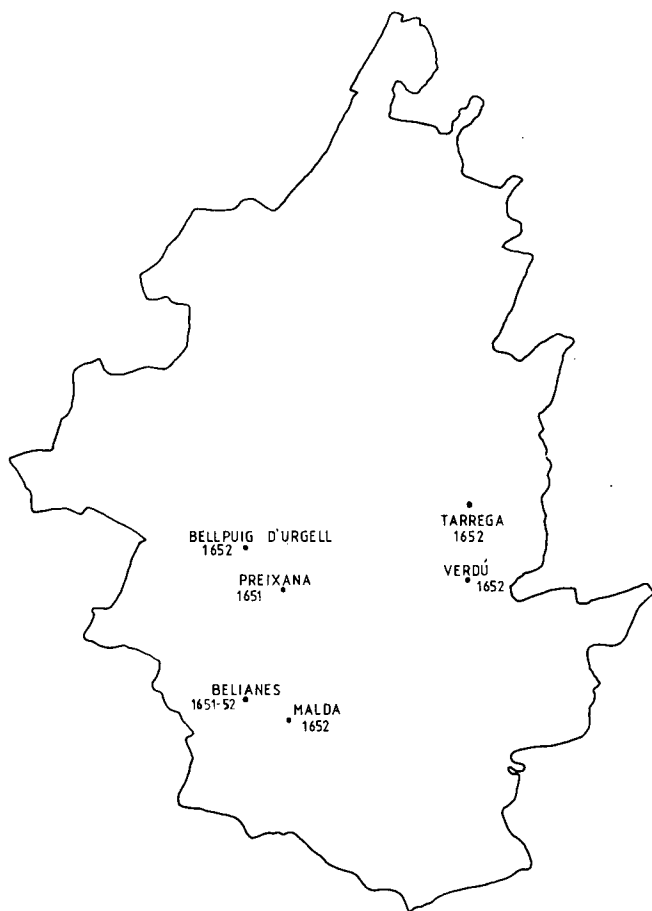 TARREGA
1652
BELLPUIG D'URGELL
1652
VERDÚ
1652
PREIXANA
1651
BELIANES
1651-52
MALDA
1652